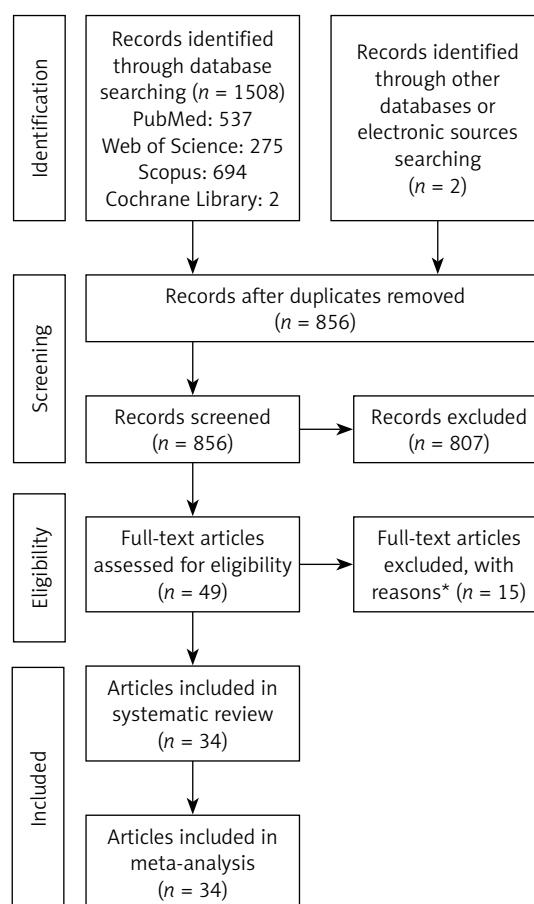 Identification
Records identified
through database
searching (n = 1508)
PubMed: 537
Web of Science: 275
Scopus: 694
Cochrane Library: 2
Records identified
through other
databases or
electronic sources
searching
(n = 2)
Screening
Records after duplicates removed
(n = 856)
Records screened
(n = 856)
Records excluded
(n = 807)
Eligibility
Full-text articles
assessed for eligibility
(n = 49)
Full-text articles
excluded, with
reasons* (n = 15)
Included
Articles included in
systematic review
(n = 34)
Articles included in
meta-analysis
(n = 34)